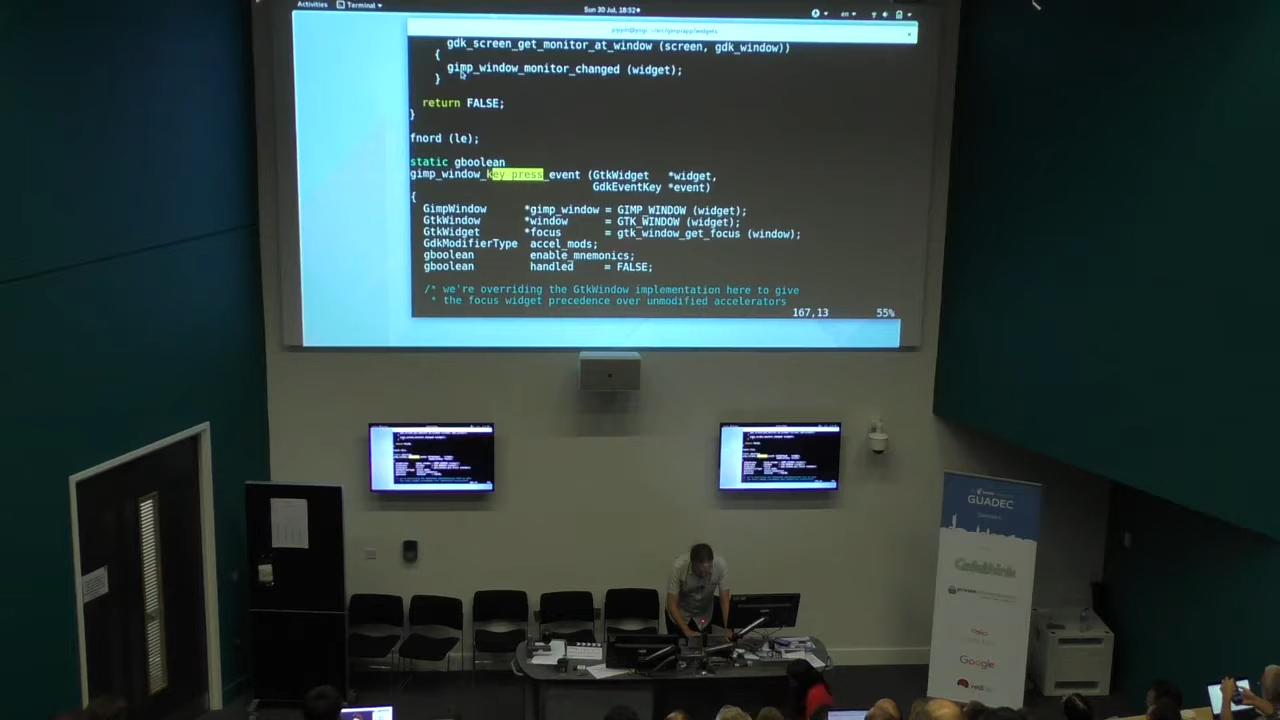 Activities Terminal
Sun 30 Jul, 18:52
en
gdk_screen_get_monitor_at_window (screen, gdk_window))
{
gimp_window_monitor_changed (widget);
}
return FALSE;
}
fnord (le);
static gboolean
gimp_window_key_press_event (GtkWidget *widget,
GdkEventKey *event)
{
GimpWindow *gimp_window = GIMP_WINDOW (widget);
GtkWindow *window = GTK_WINDOW (widget);
GtkWidget *focus = gtk_window_get_focus (window);
GdkModifierType accel_mods;
gboolean enable_mnemonics;
gboolean handled = FALSE;
/* we're overriding the GtkWindow implementation here to give
* the focus widget precedence over unmodified accelerators
167,13 55%
GUADEC
Codethink
Google